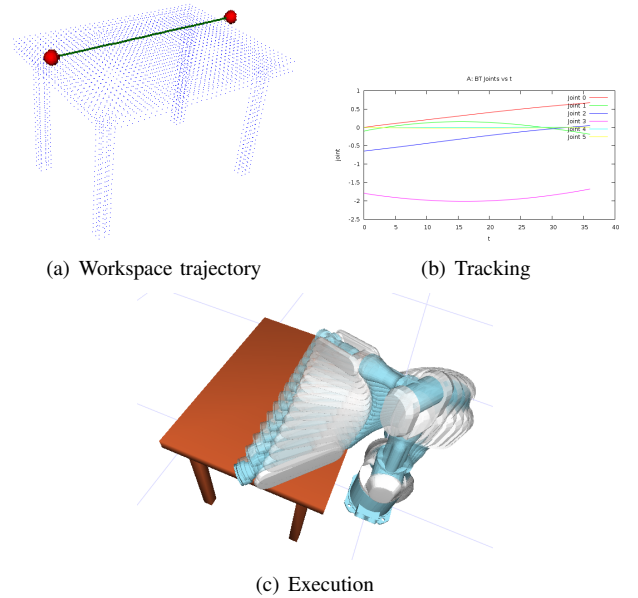 A: BT Joints vs t
joint
1
0.5
0
-0.5
-1
-1.5
-2
-2.5
0
5
10
15
20
25
30
35
40
t
Joint 0
Joint 1
Joint 2
Joint 3
Joint 4
Joint 5
(a) Workspace trajectory
(b) Tracking
(c) Execution